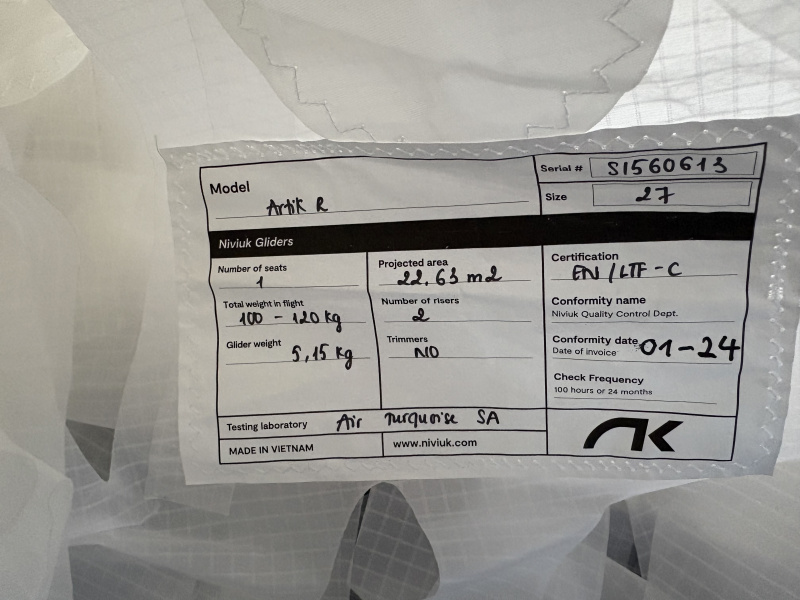 Model Artik R
Serial # S1560613
Size 27
Niviuk Gliders
Number of seats
1
Total weight in flight
100 - 120 kg
Glider weight 5,15 kg
Projected area
22.63 m2
Number of risers
2
Trimmers
NO
Certification
EN / LTF - C
Conformity name
Niviuk Quality Control Dept.
Conformity date 01-24
Date of invoice
Check Frequency
100 hours or 24 months
Testing laboratory Air Turquoise SA
MADE IN VIETNAM
www.niviuk.com